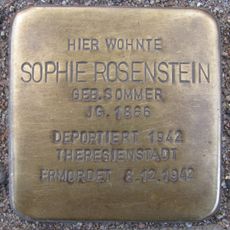 HIER WOHNTE
SOPHIE ROSENSTEIN
GEB. SOMMER
JG. 1866
DEPORTIERT 1942
THERESIENSTADT
ERMORDET 8.12.1942